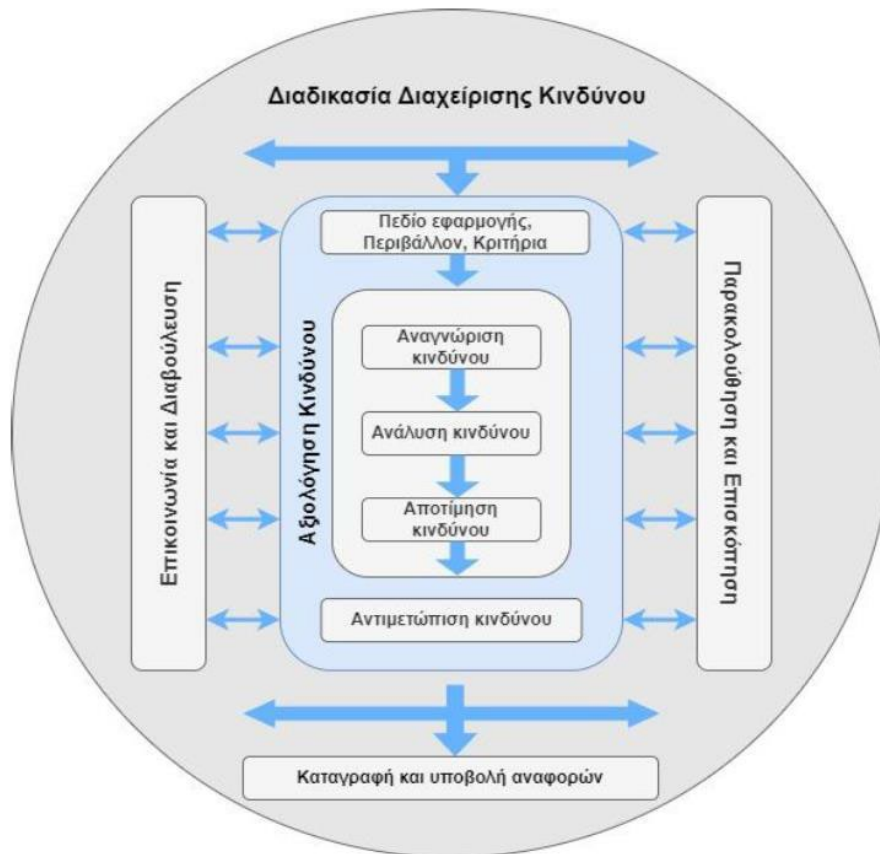 Διαδικασία Διαχείρισης Κινδύνου
Πεδίο εφαρμογής,
Περιβάλλον, Κριτήρια
Επικοινωνία και Διαβούλευση
Αξιολόγηση Κινδύνου
Αναγνώριση
κινδύνου
Ανάλυση κινδύνου
Αποτίμηση
κινδύνου
Αντιμετώπιση κινδύνου
Παρακολούθηση και Επισκόπηση
Καταγραφή και υποβολή αναφορών